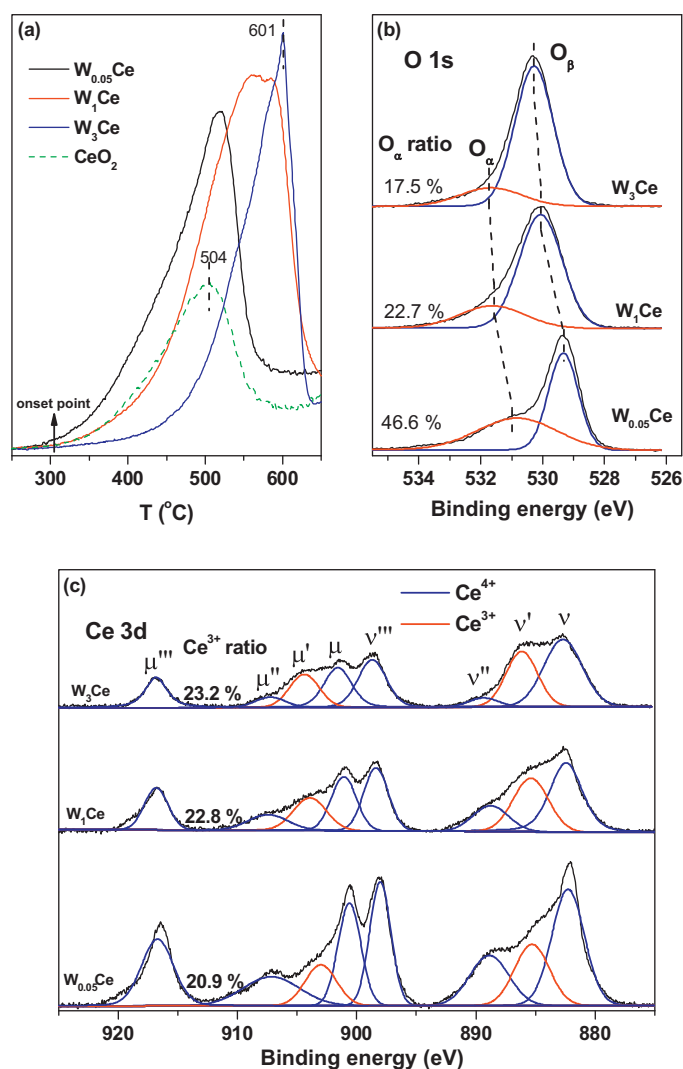 (a)
601
W₀.₀₅Ce
W₁Ce
W₃Ce
CeO₂
504
onset point
300 400 500 600
T (°C)
(b)
O 1s
Oβ
Oα ratio
Oα
17.5 %
W₃Ce
22.7 %
W₁Ce
46.6 %
W₀.₀₅Ce
534 532 530 528 526
Binding energy (eV)
(c)
Ce⁴⁺
Ce³⁺
Ce 3d
Ce³⁺ ratio
μ''' μ'' μ' μ ν''' ν'' ν' ν
W₃Ce
23.2 %
W₁Ce
22.8 %
W₀.₀₅Ce
20.9 %
920 910 900 890 880
Binding energy (eV)